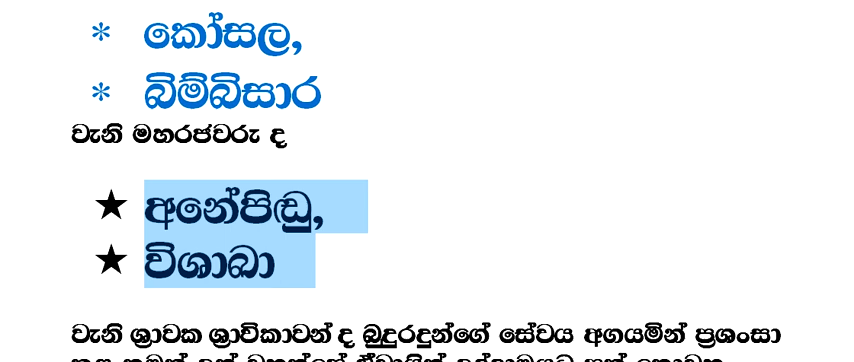 * කෝසල,
* බිම්බිසාර
වැනි මහරජවරු ද
★ අනේපිඬු,
★ විශාඛා
වැනි ශ්‍රාවක ශ්‍රාවිකාවන් ද බුදුරදුන්ගේ සේවය අගයමින් ප්‍රශංසා